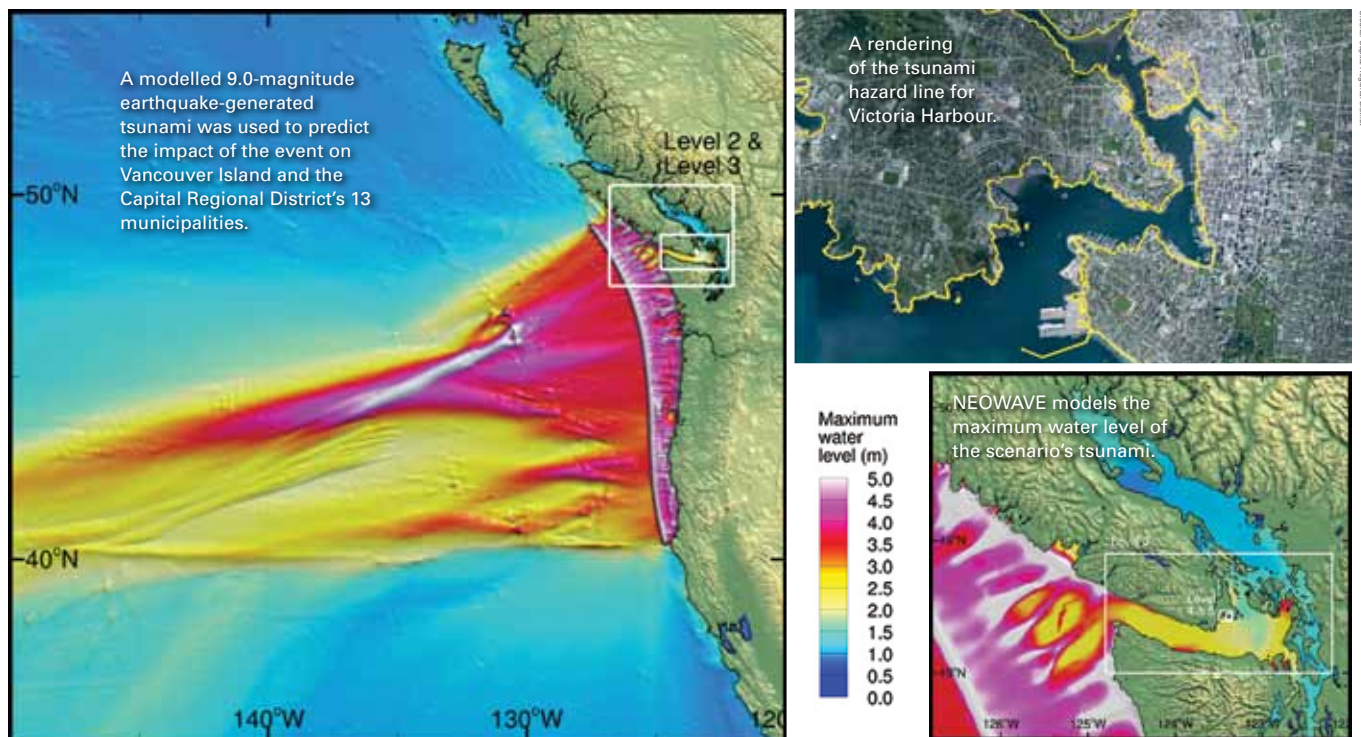 A modelled 9.0-magnitude
earthquake-generated
tsunami was used to predict
the impact of the event on
Vancouver Island and the
Capital Regional District's 13
municipalities.
Level 2 &
Level 3
50°N
40°N
140°W
130°W
120
A rendering
of the tsunami
hazard line for
Victoria Harbour.
Maximum
water
level (m)
5.0
4.5
4.0
3.5
3.0
2.5
2.0
1.5
1.0
0.5
0.0
NEOWAVE models the
maximum water level of
the scenario's tsunami.
126°W
125°W
124°W
123°W